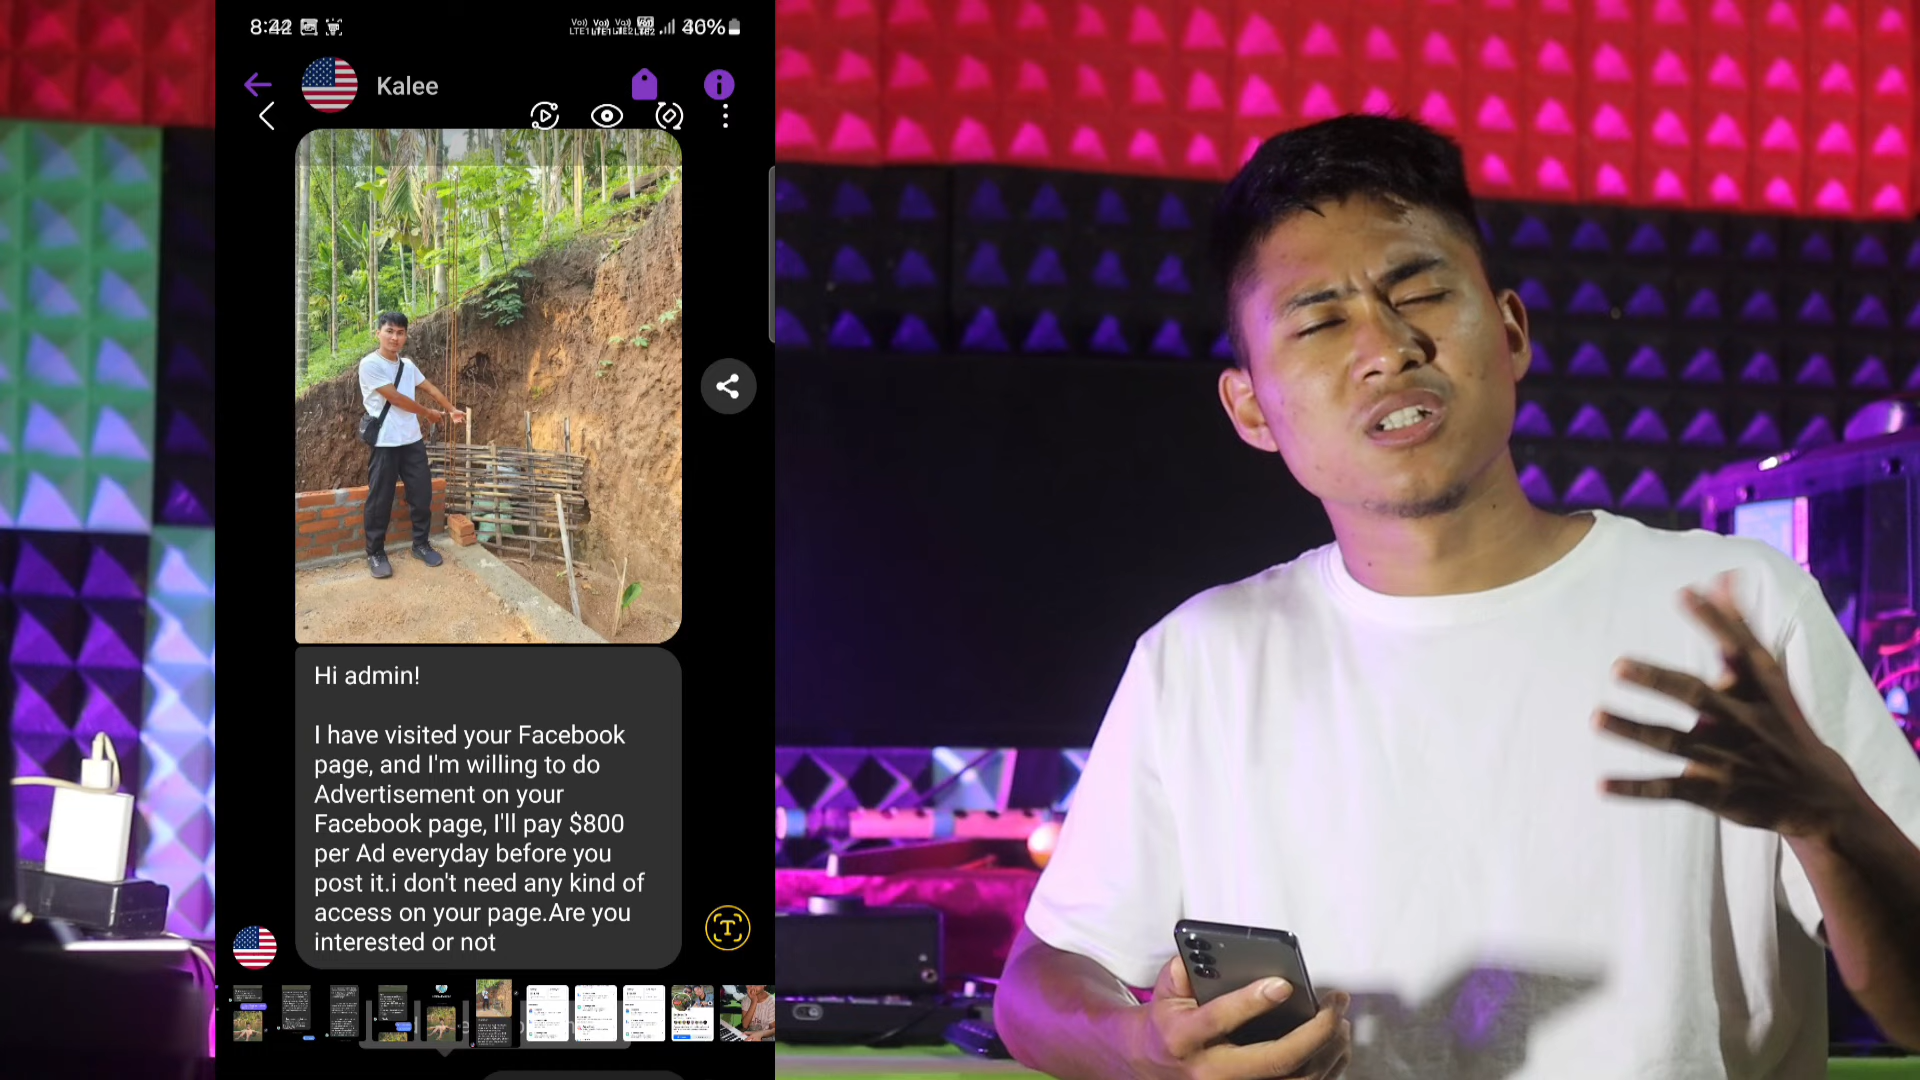 40%
Kalee
Hi admin!
I have visited your Facebook
page, and I'm willing to do
Advertisement on your
Facebook page, I'll pay $800
per Ad everyday before you
post it.i don't need any kind of
access on your page.Are you
interested or not